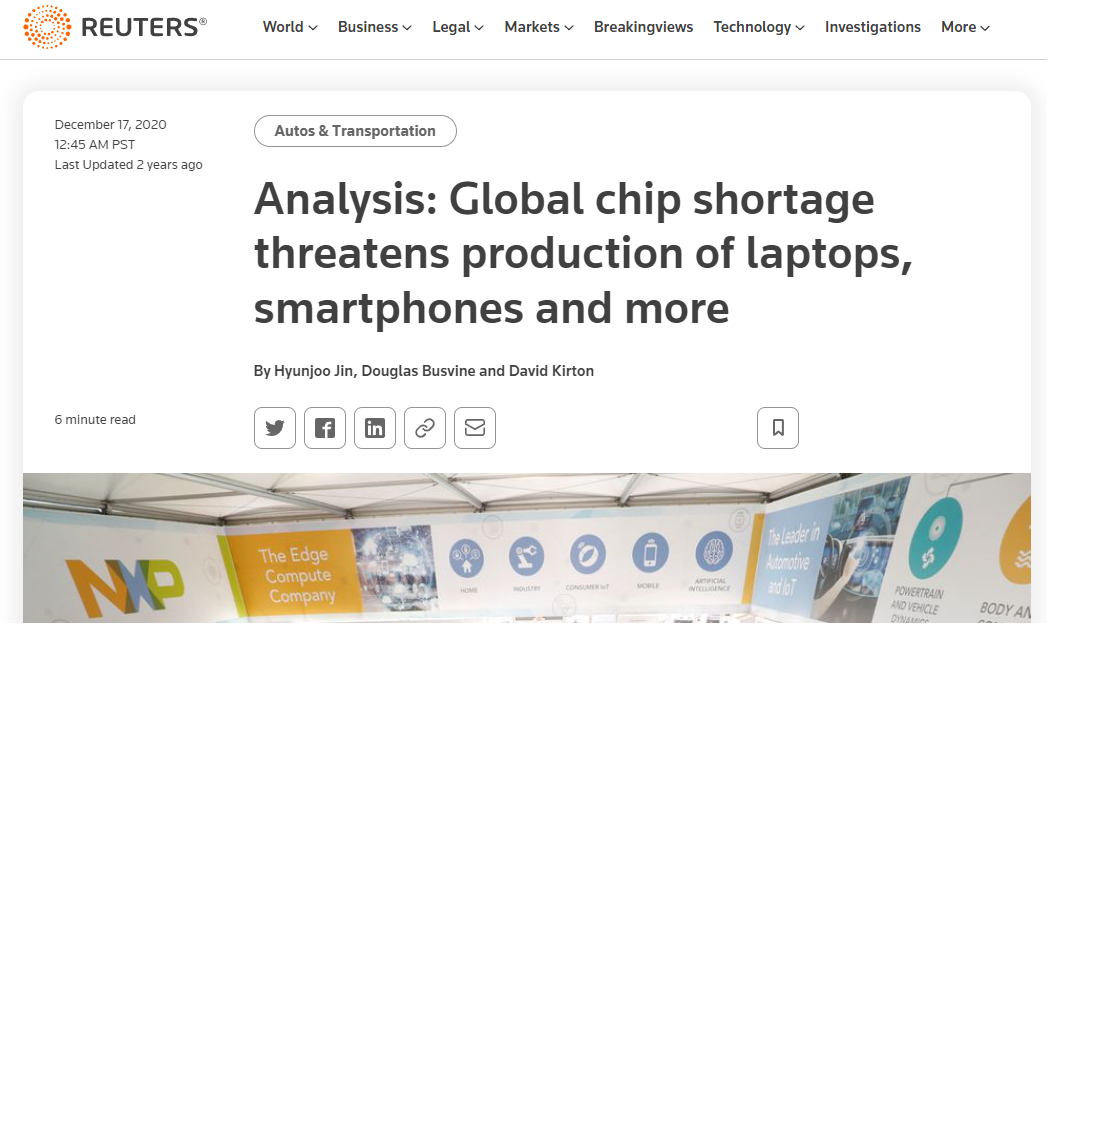 REUTERS®
World Business Legal Markets Breakingviews Technology Investigations More
December 17, 2020
12:45 AM PST
Last Updated 2 years ago
Autos & Transportation
Analysis: Global chip shortage
threatens production of laptops,
smartphones and more
By Hyunjoo Jin, Douglas Busvine and David Kirton
6 minute read
NXP
The Edge
Compute
Company
HOME
INDUSTRY
CONSUMER IoT
MOBILE
ARTIFICIAL
INTELLIGENCE
The Leader in
Automotive
and IoT
POWERTRAIN
AND VEHICLE
DYNAMICS
BODY